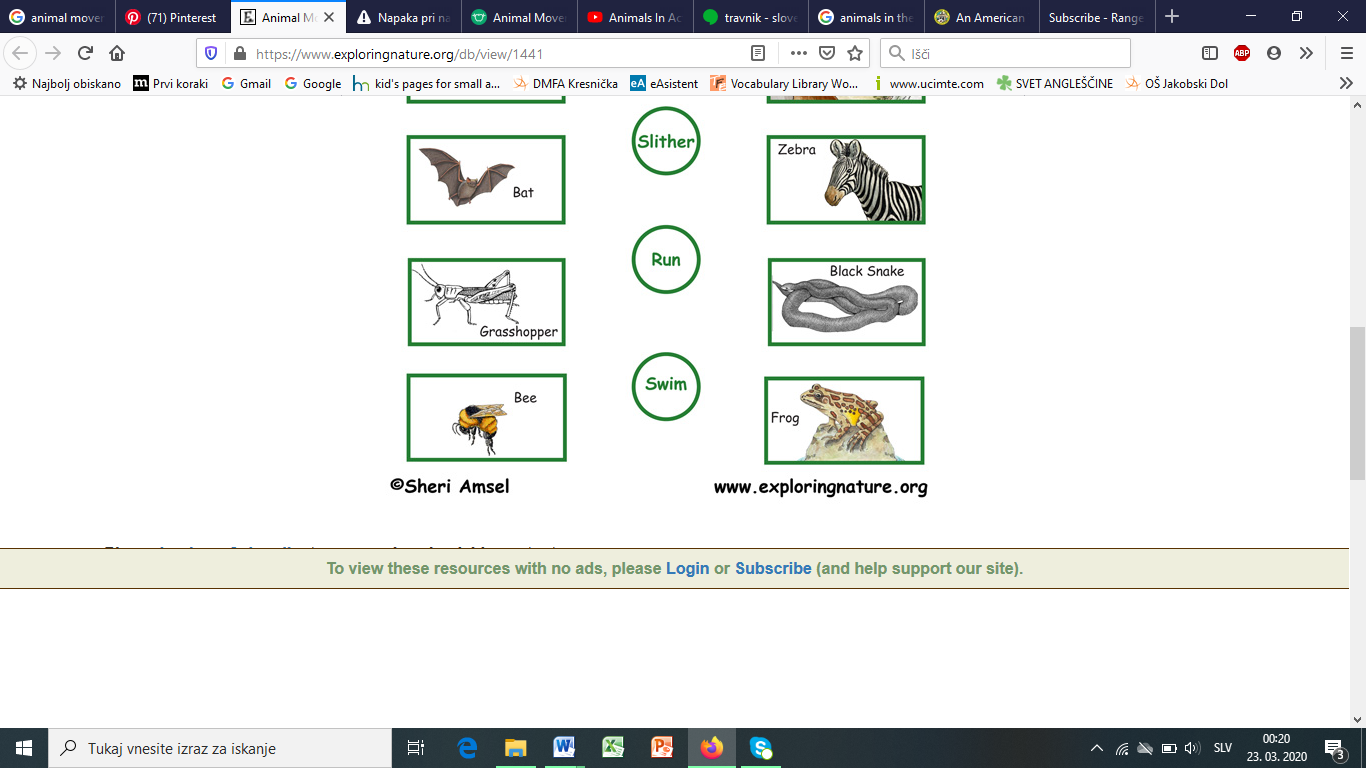 animal mover
(71) Pinterest
Animal Mo
Napaka pri na
Animal Mover
Animals In Ac
travnik - slove
animals in the
An American
Subscribe - Range
https://www.exploringnature.org/db/view/1441
Išči
ABP
Najbolj obiskano
Prvi koraki
Gmail
Google
kid's pages for small a...
DMFA Kresnička
eAsistent
Vocabulary Library Wo...
www.ucimte.com
SVET ANGLEŠČINE
OŠ Jakobski Dol
Slither
Bat
Zebra
Run
Grasshopper
Black Snake
Swim
Bee
Frog
©Sheri Amsel
www.exploringnature.org
To view these resources with no ads, please Login or Subscribe (and help support our site).
Tukaj vnesite izraz za iskanje
SLV
00:20
23. 03. 2020
3